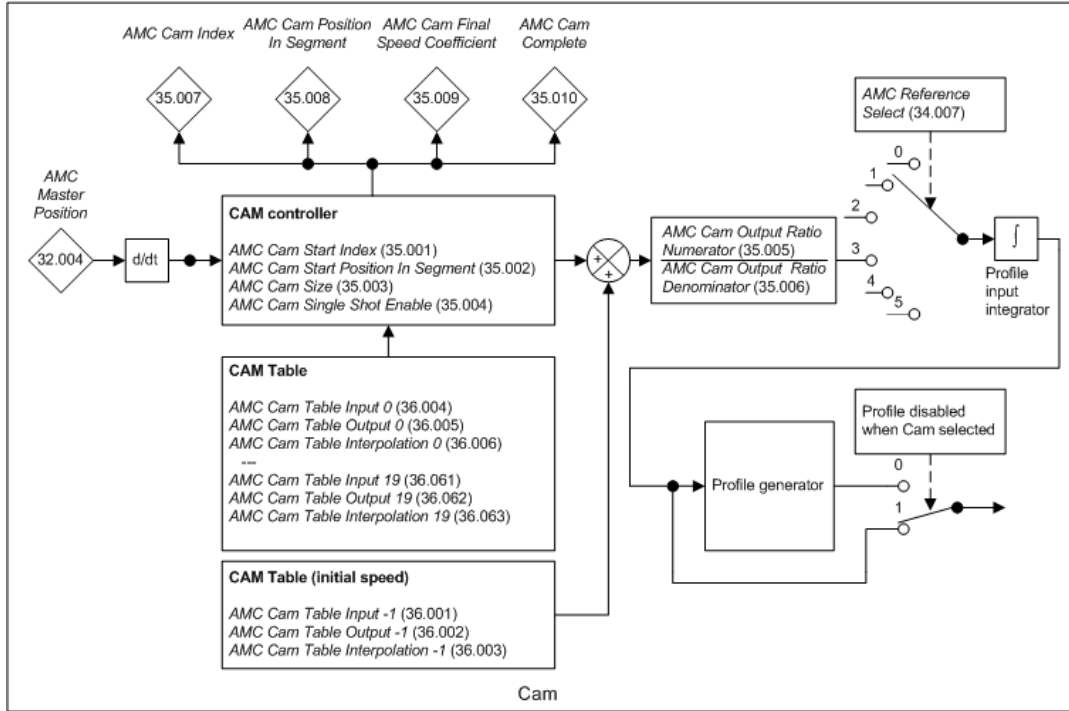 AMC Cam Index
AMC Cam Position
In Segment
AMC Cam Final
Speed Coefficient
AMC Cam
Complete
35.007
35.008
35.009
35.010
AMC Reference
Select (34.007)
AMC
Master
Position
32.004
d/dt
CAM controller
AMC Cam Start Index (35.001)
AMC Cam Start Position In Segment (35.002)
AMC Cam Size (35.003)
AMC Cam Single Shot Enable (35.004)
+
+
AMC Cam Output Ratio
Numerator (35.005)
AMC Cam Output Ratio
Denominator (35.006)
0
1
2
3
4
5
∫
Profile
input
integrator
CAM Table
AMC Cam Table Input 0 (36.004)
AMC Cam Table Output 0 (36.005)
AMC Cam Table Interpolation 0 (36.006)
---
AMC Cam Table Input 19 (36.061)
AMC Cam Table Output 19 (36.062)
AMC Cam Table Interpolation 19 (36.063)
Profile generator
Profile disabled
when Cam selected
0
1
CAM Table (initial speed)
AMC Cam Table Input -1 (36.001)
AMC Cam Table Output -1 (36.002)
AMC Cam Table Interpolation -1 (36.003)
Cam